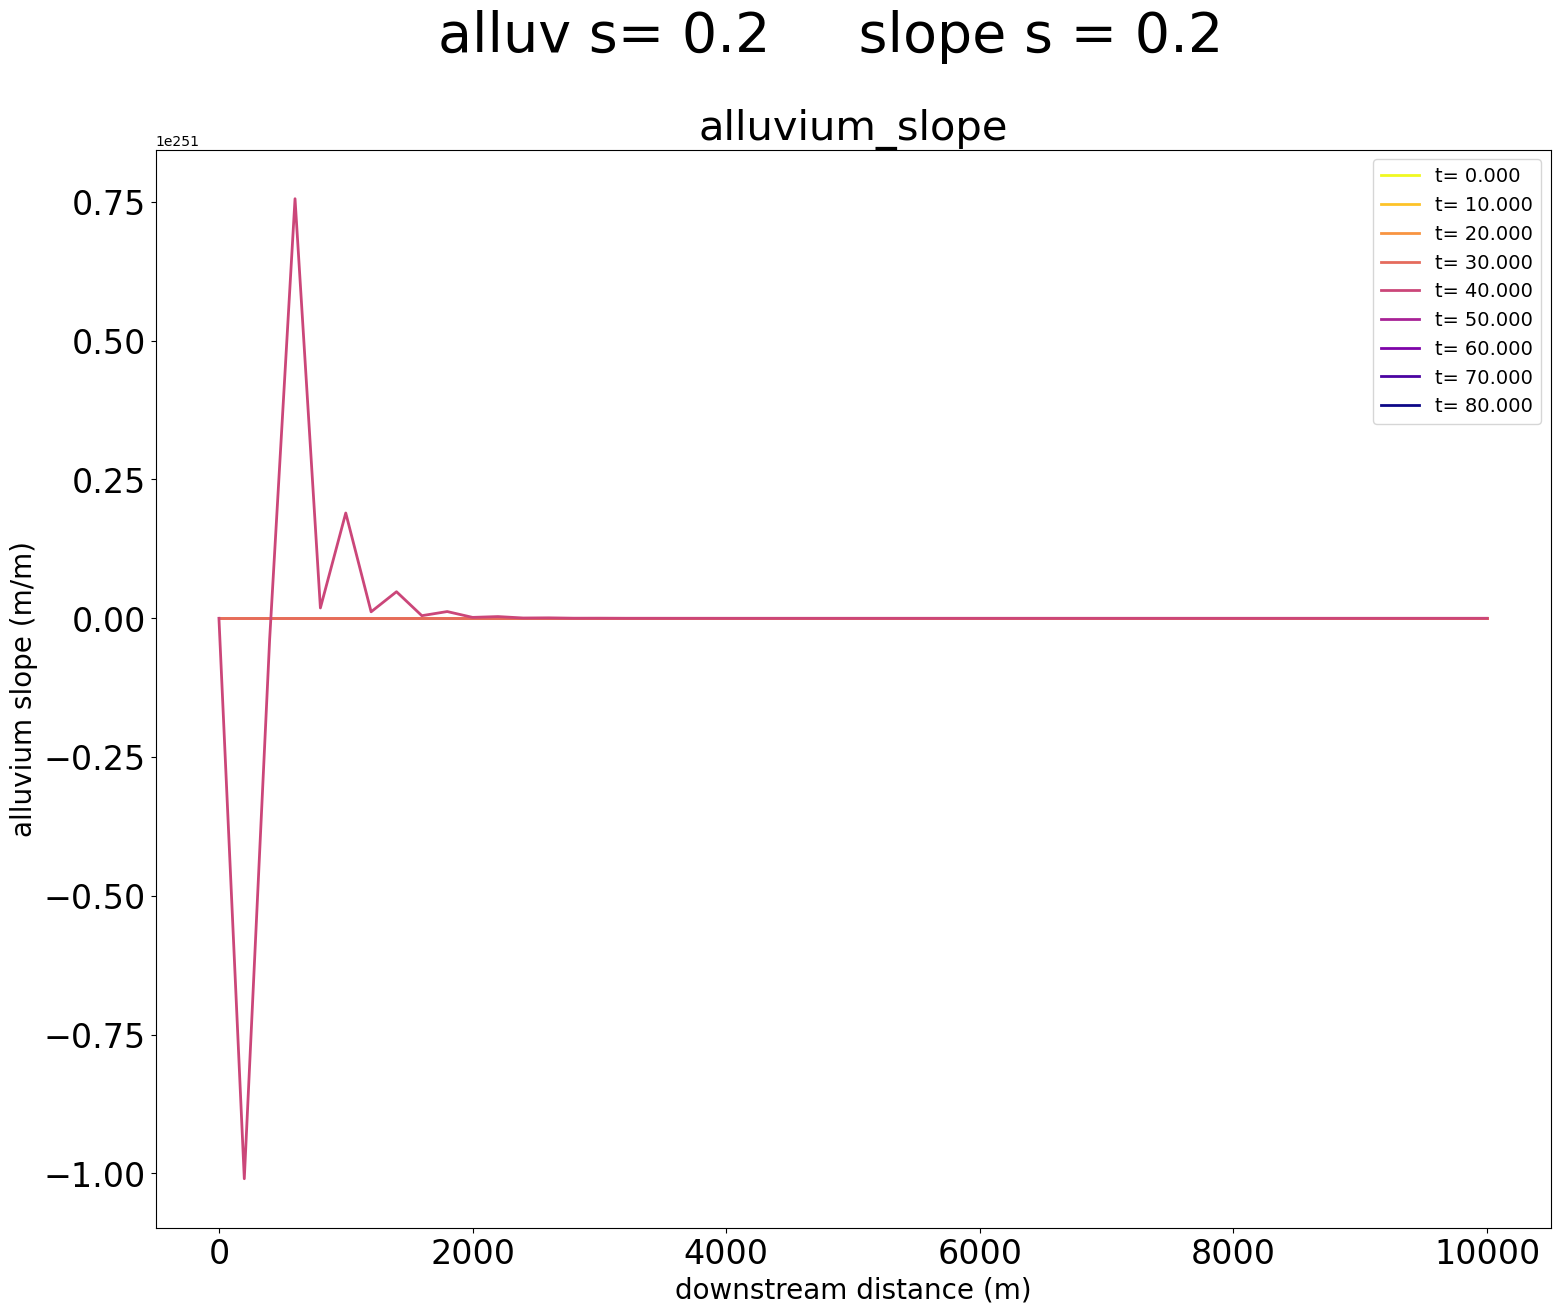 alluv s= 0.2     slope s = 0.2
alluvium_slope
1e251
0.75
0.50
0.25
0.00
−0.25
−0.50
−0.75
−1.00
alluvium slope (m/m)
t= 0.000
t= 10.000
t= 20.000
t= 30.000
t= 40.000
t= 50.000
t= 60.000
t= 70.000
t= 80.000
0 2000 4000 6000 8000 10000
downstream distance (m)